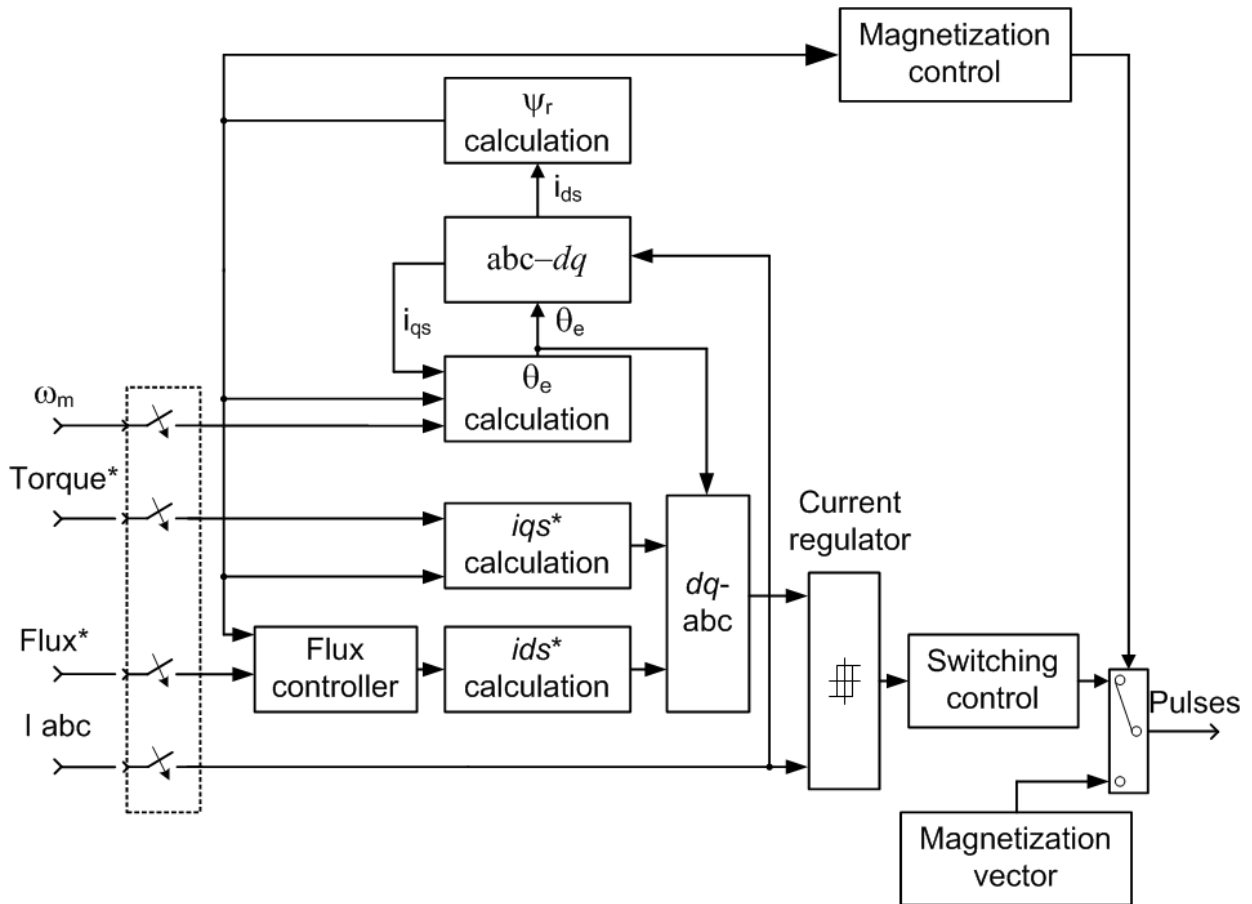 Magnetization
control
ψr
calculation
ids
abc–dq
iqs
θe
θe
calculation
ωm
Torque*
iqs*
calculation
Current
regulator
dq-
abc
Flux*
Flux
controller
ids*
calculation
Switching
control
Pulses
I abc
Magnetization
vector